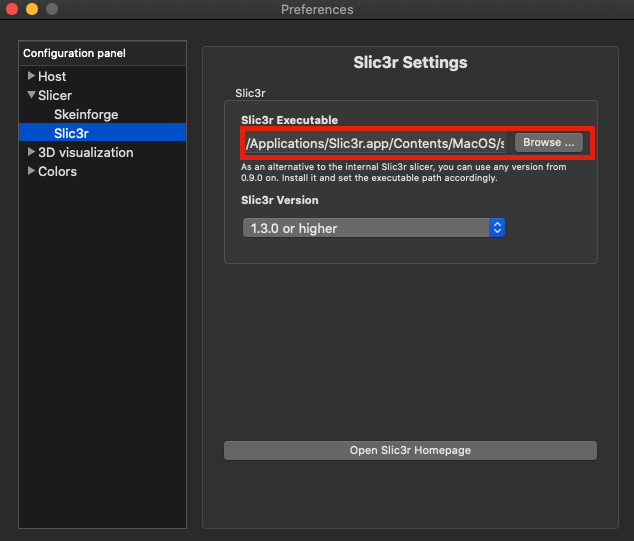 Preferences
Configuration panel
Host
Slicer
Skeinforge
Slic3r
3D visualization
Colors
Slic3r Settings
Slic3r
Slic3r Executable
/Applications/Slic3r.app/Contents/MacOS/s
Browse ...
As an alternative to the internal Slic3r slicer, you can use any version from
0.9.0 on. Install it and set the executable path accordingly.
Slic3r Version
1.3.0 or higher
Open Slic3r Homepage